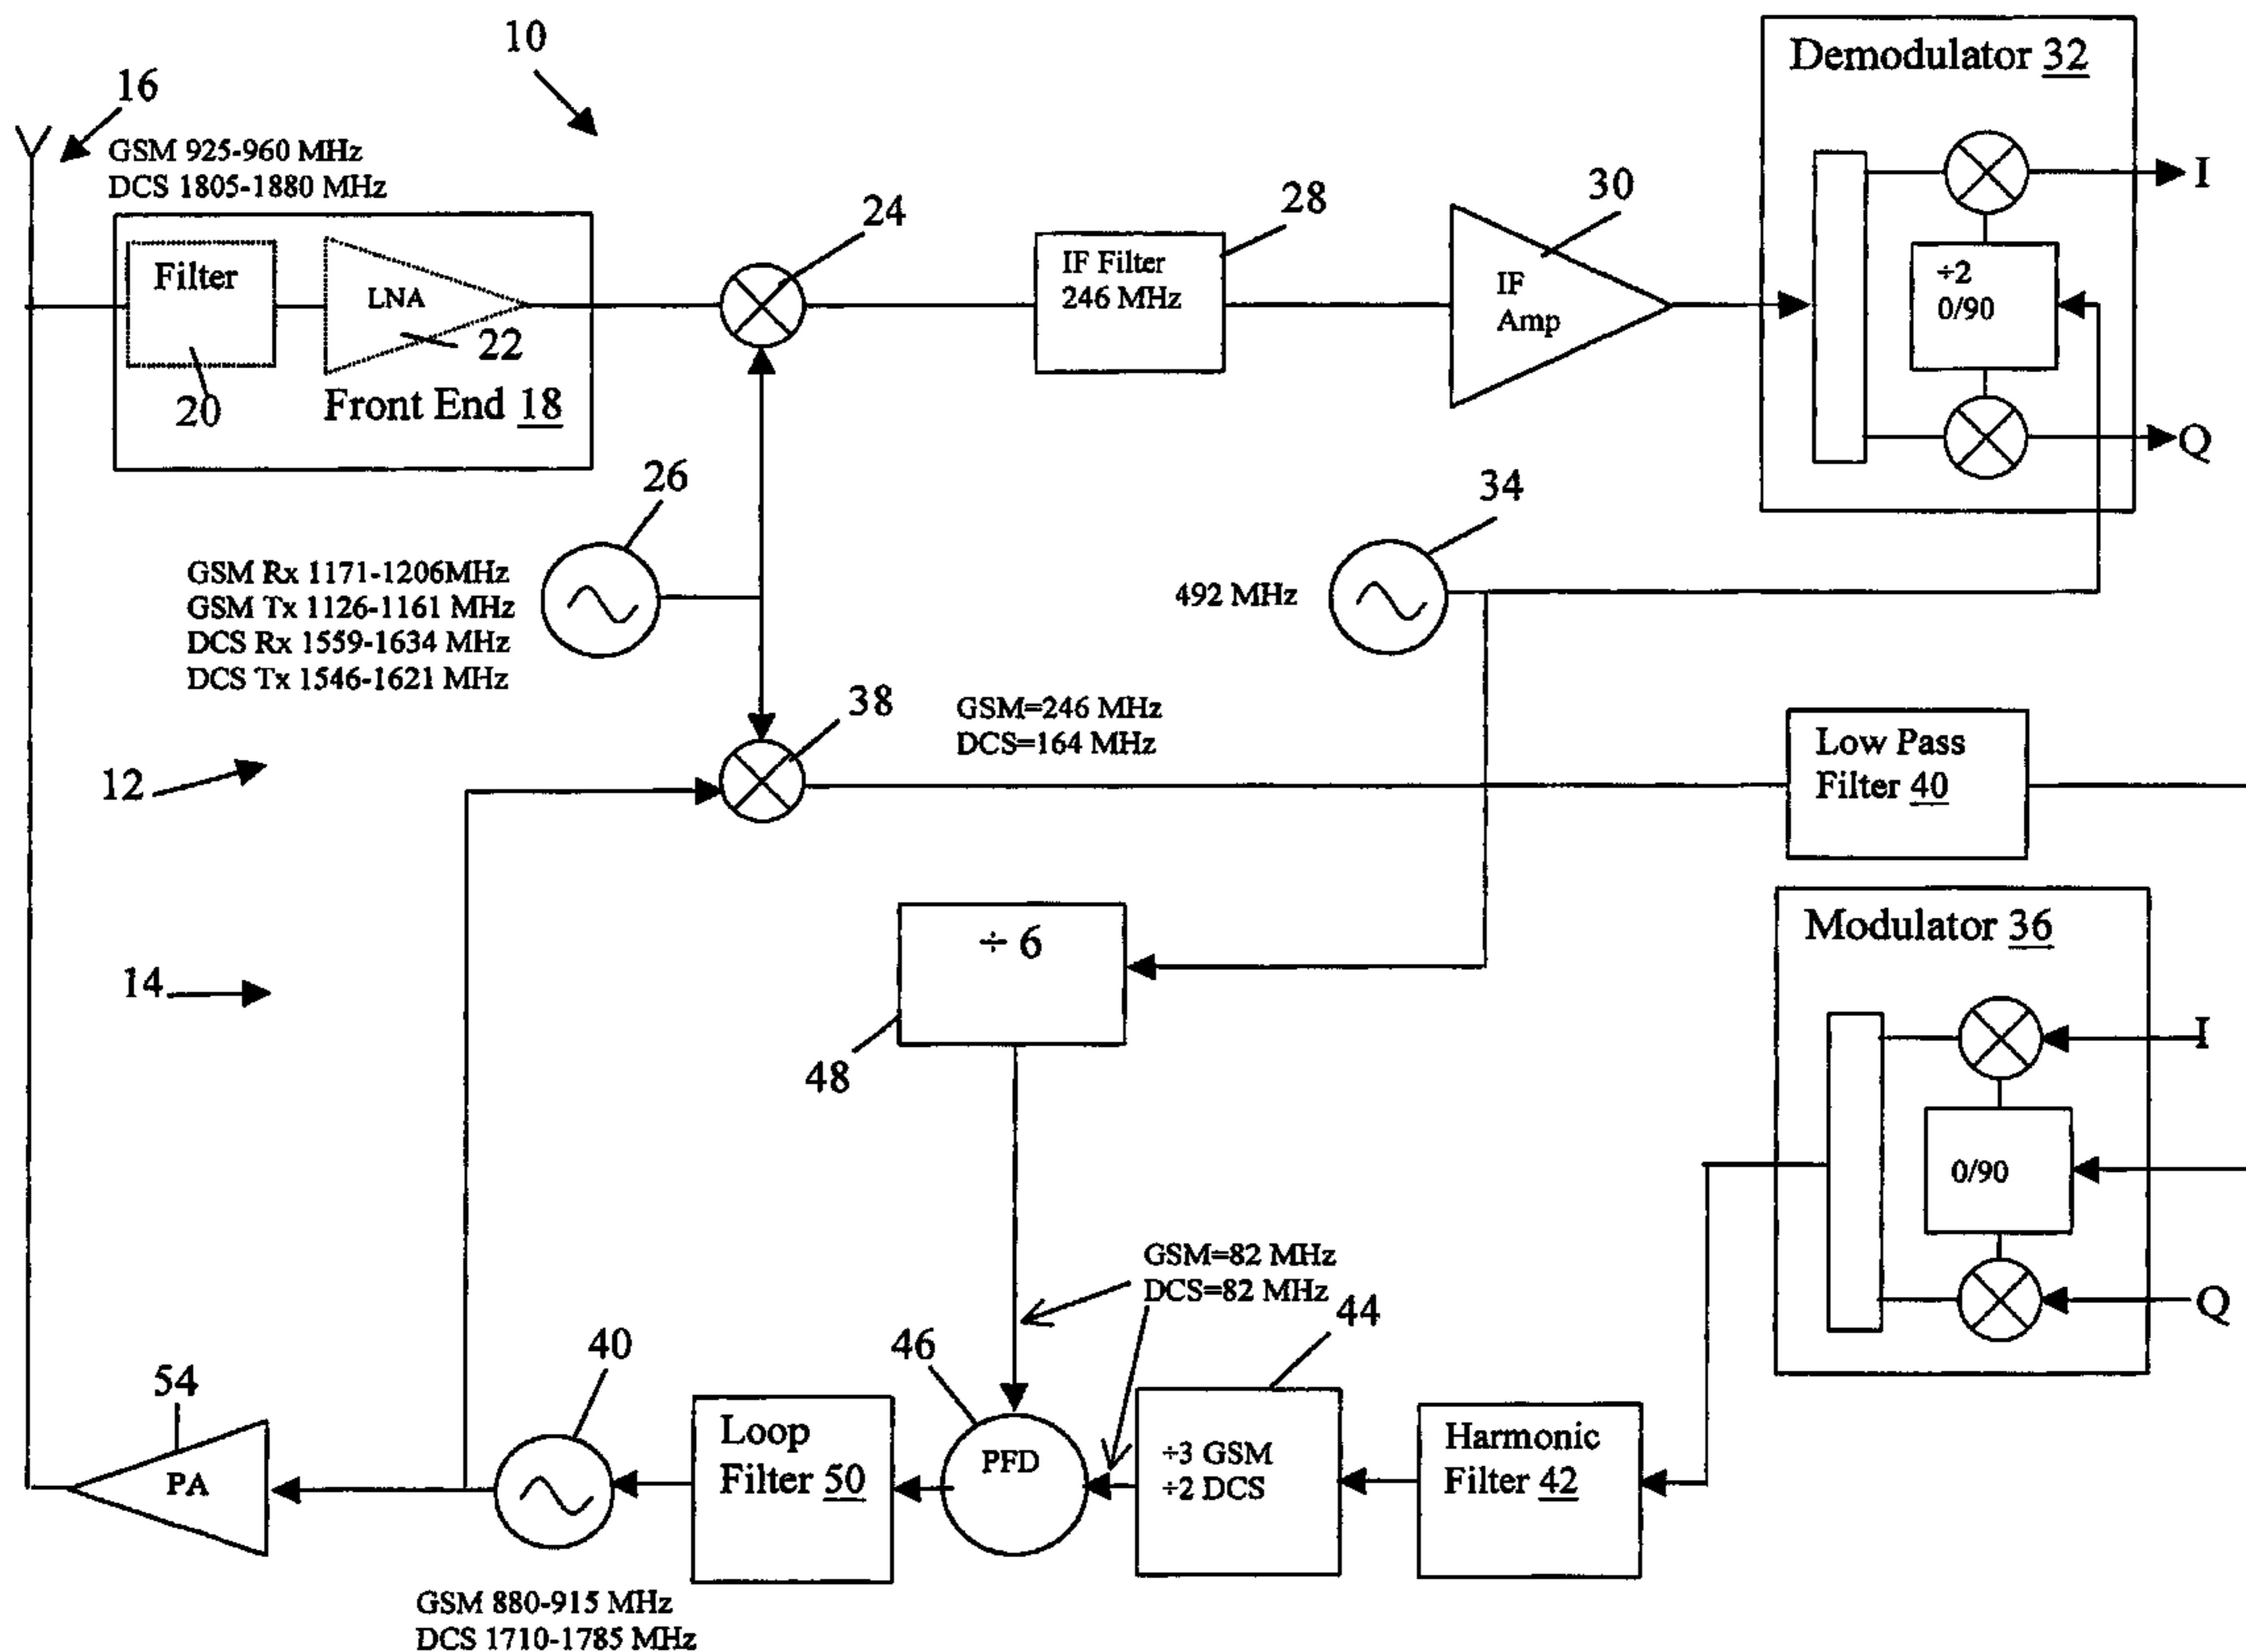 10
16
GSM 925-960 MHz
DCS 1805-1880 MHz
Filter
20
LNA
22
Front End 18
24
IF Filter
246 MHz
28
IF
Amp
30
Demodulator 32
÷2
0/90
I
Q
26
GSM Rx 1171-1206MHz
GSM Tx 1126-1161 MHz
DCS Rx 1559-1634 MHz
DCS Tx 1546-1621 MHz
34
492 MHz
38
GSM=246 MHz
DCS=164 MHz
Low Pass
Filter 40
12
14
÷ 6
48
Modulator 36
I
0/90
Q
GSM=82 MHz
DCS=82 MHz
44
÷3 GSM
÷2 DCS
Harmonic
Filter 42
46
PFD
Loop
Filter 50
40
54
PA
GSM 880-915 MHz
DCS 1710-1785 MHz